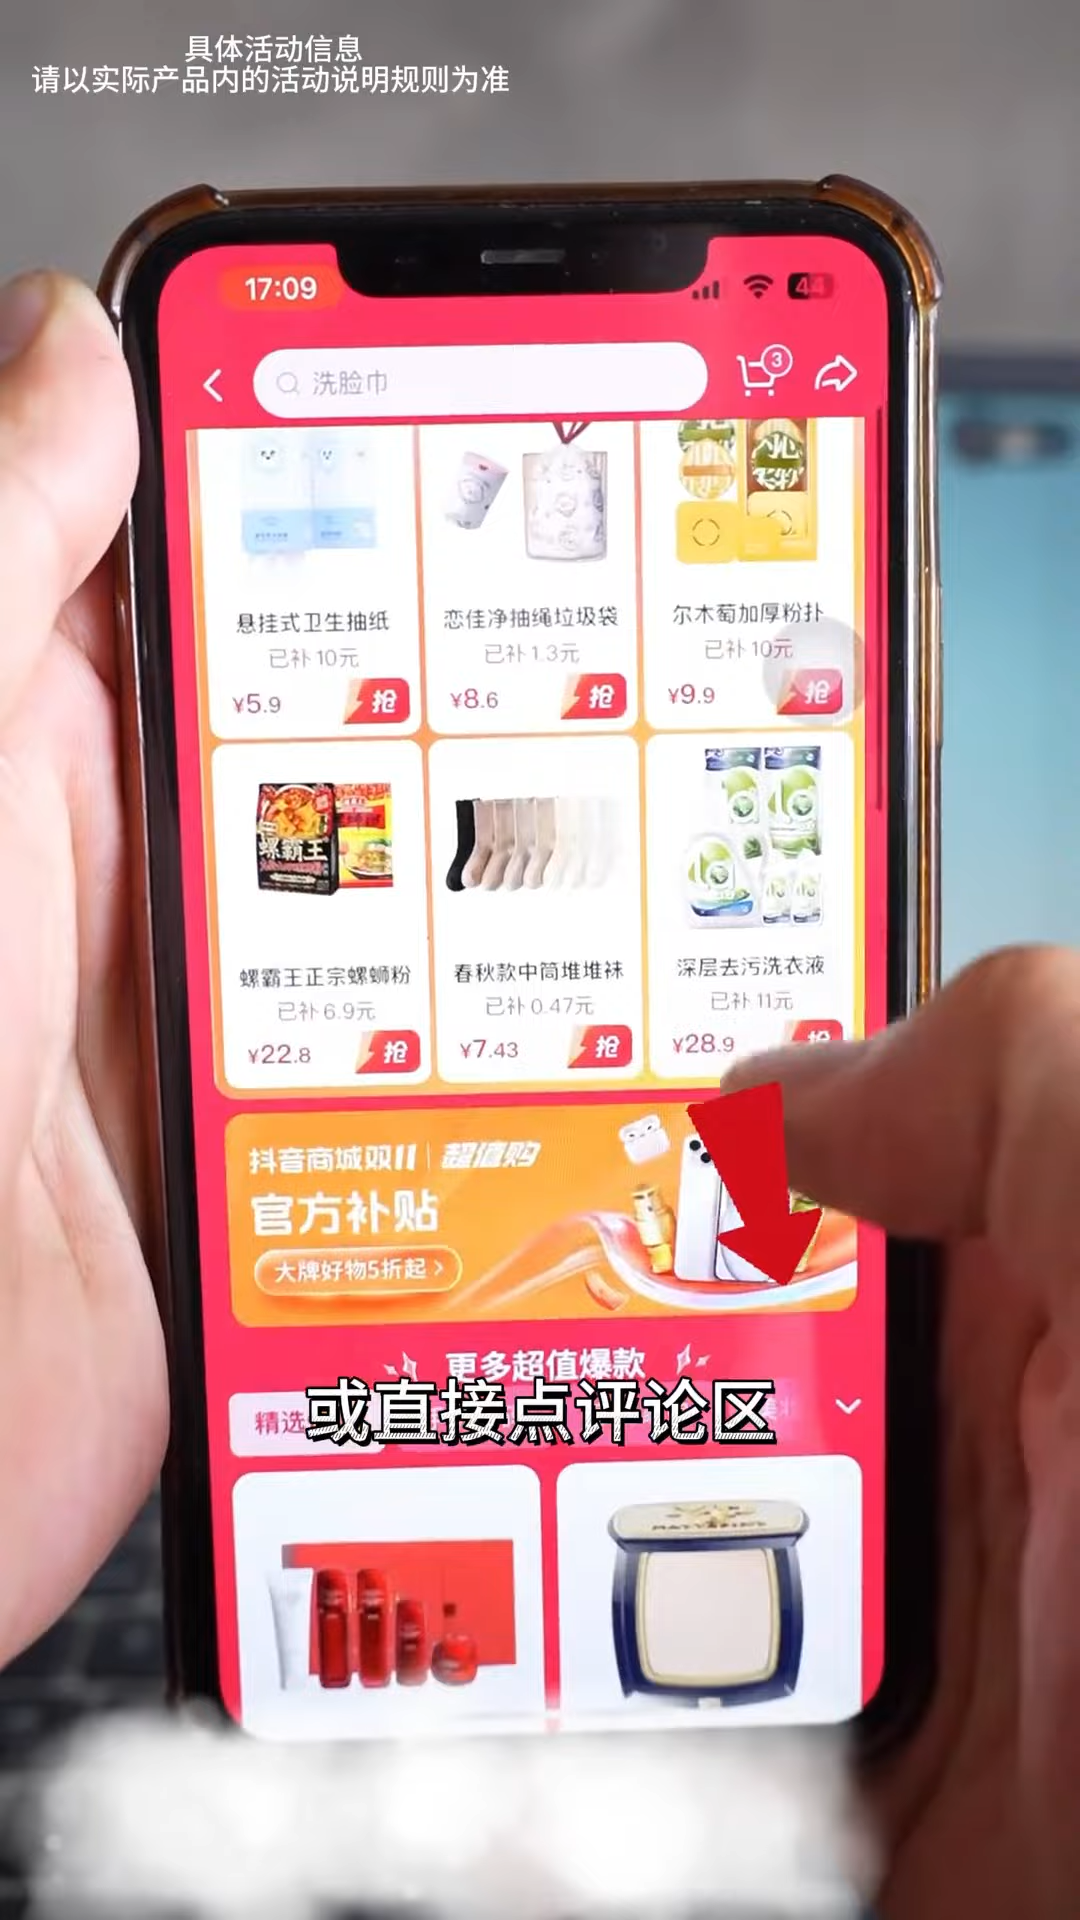 具体活动信息
请以实际产品内的活动说明规则为准
17:09
44
洗脸巾
3
悬挂式卫生抽纸
已补10元
¥5.9
抢
恋佳净抽绳垃圾袋
已补1.3元
¥8.6
抢
尔木萄加厚粉扑
已补10元
¥9.9
抢
螺霸王
螺霸王正宗螺蛳粉
已补6.9元
¥22.8
抢
春秋款中筒堆堆袜
已补0.47元
¥7.43
抢
深层去污洗衣液
已补11元
¥28.9
抢
抖音商城双11 超值购
官方补贴
大牌好物5折起
更多超值爆款
精选
或直接点评论区